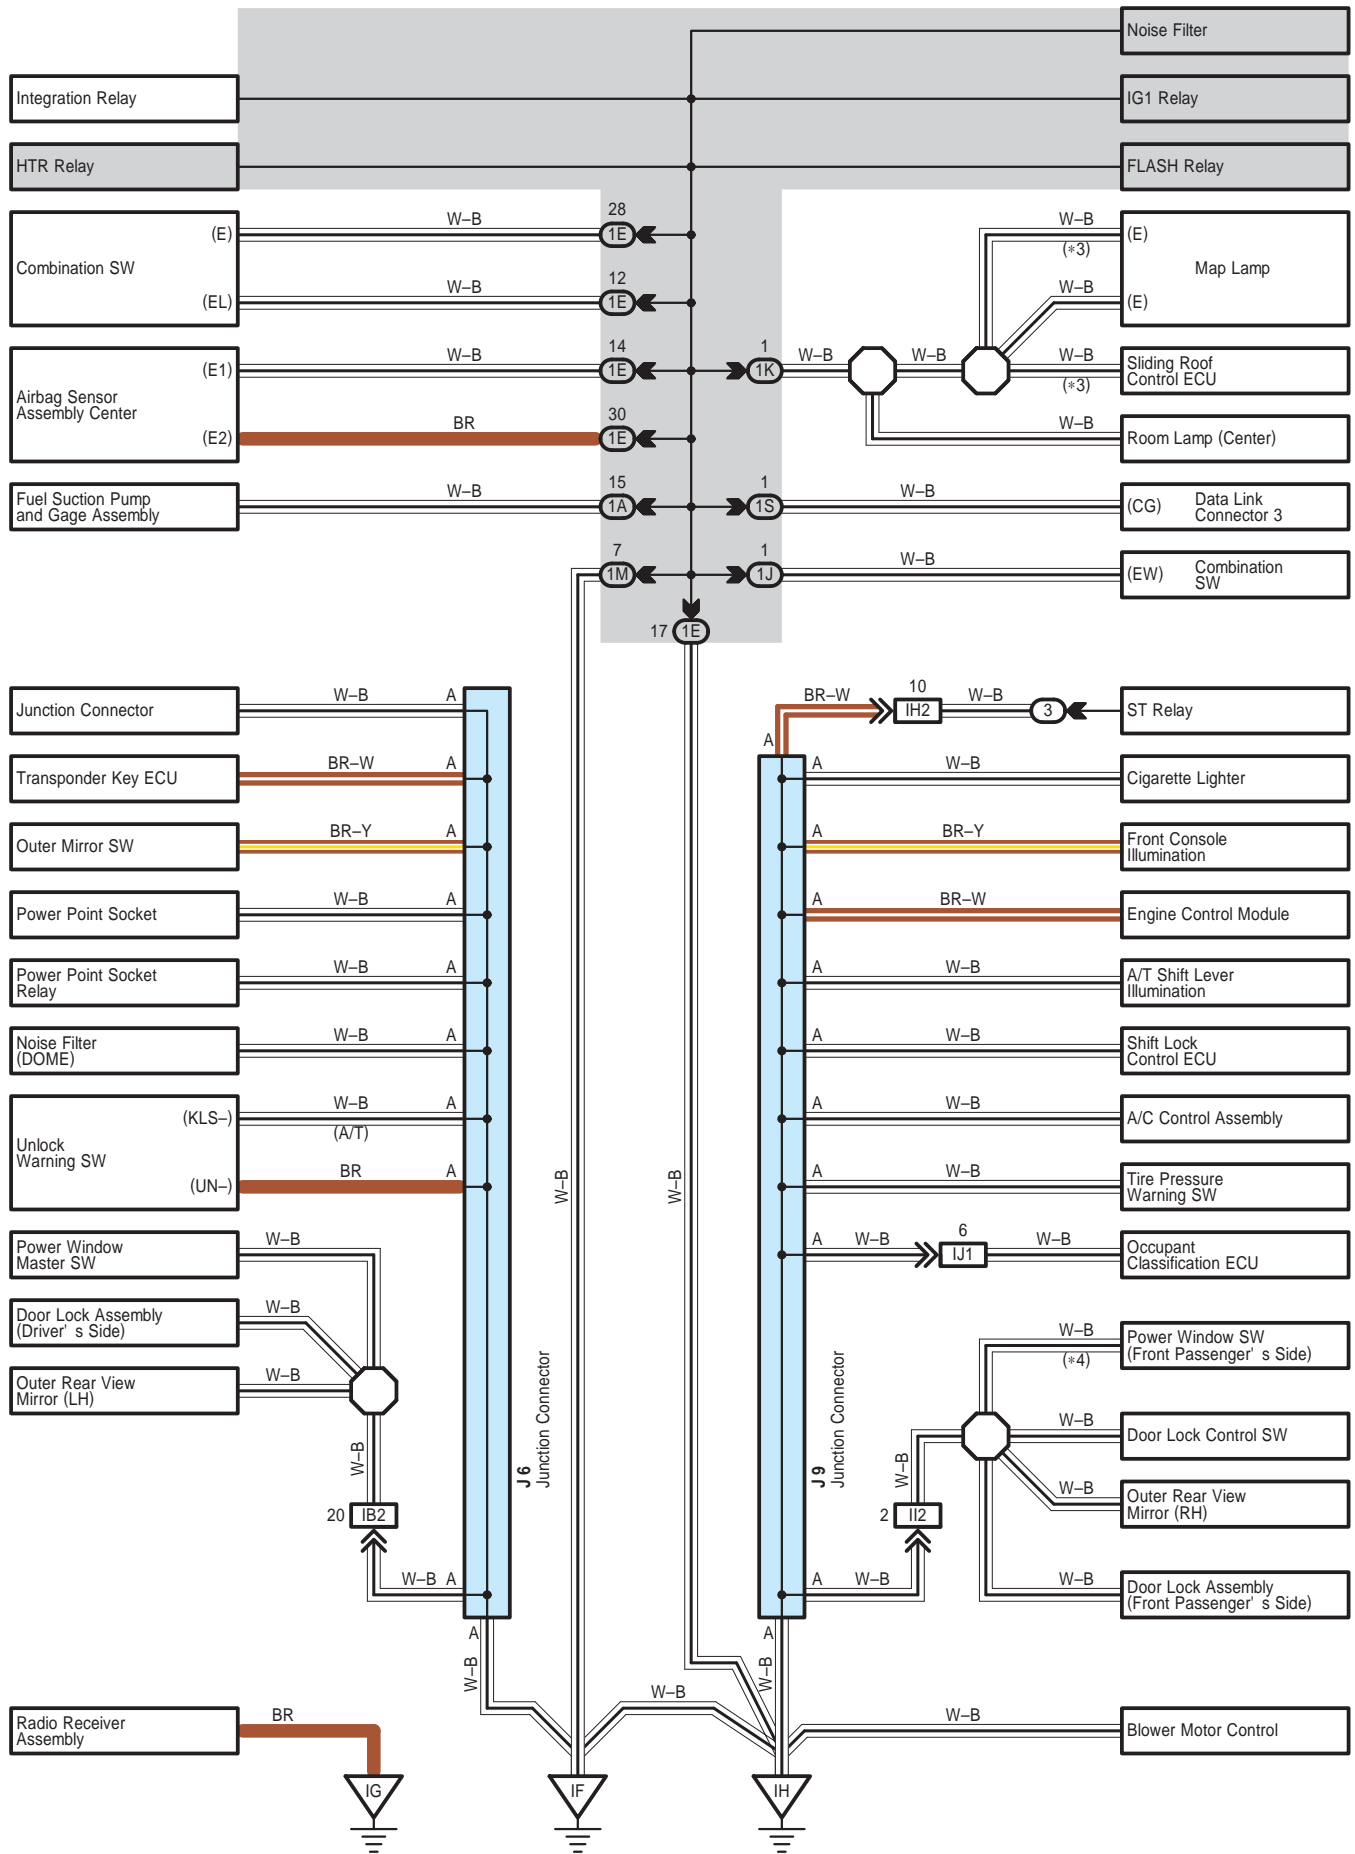 Noise Filter
Integration Relay
IG1 Relay
HTR Relay
FLASH Relay
Combination SW
(E)
W–B
28
1E
(EL)
W–B
12
1E
W–B
(∗3)
(E)
Map Lamp
W–B
(E)
Airbag Sensor
Assembly Center
(E1)
W–B
14
1E
(E2)
BR
30
1E
1
1K
W–B
W–B
W–B
(∗3)
Sliding Roof
Control ECU
W–B
Room Lamp (Center)
Fuel Suction Pump
and Gage Assembly
W–B
15
1A
1
1S
W–B
(CG)
Data Link
Connector 3
7
1M
1
1J
W–B
(EW)
Combination
SW
17
1E
Junction Connector
W–B
A
Transponder Key ECU
BR–W
A
Outer Mirror SW
BR–Y
A
Power Point Socket
W–B
A
Power Point Socket
Relay
W–B
A
Noise Filter
(DOME)
W–B
A
Unlock
Warning SW
(KLS–)
W–B
(A/T)
A
(UN–)
BR
A
Power Window
Master SW
W–B
Door Lock Assembly
(Driver' s Side)
W–B
Outer Rear View
Mirror (LH)
W–B
W–B
20
IB2
W–B
A
J 6
Junction Connector
W–B
W–B
A
BR–W
10
IH2
W–B
3
ST Relay
A
W–B
Cigarette Lighter
A
BR–Y
Front Console
Illumination
A
BR–W
Engine Control Module
A
W–B
A/T Shift Lever
Illumination
A
W–B
Shift Lock
Control ECU
A
W–B
A/C Control Assembly
A
W–B
Tire Pressure
Warning SW
A
W–B
6
IJ1
W–B
Occupant
Classification ECU
J 9
Junction Connector
W–B
(∗4)
Power Window SW
(Front Passenger' s Side)
W–B
Door Lock Control SW
W–B
Outer Rear View
Mirror (RH)
W–B
2
II2
A
W–B
W–B
Door Lock Assembly
(Front Passenger' s Side)
A
W–B
A
W–B
W–B
Radio Receiver
Assembly
BR
W–B
Blower Motor Control
IG
IF
IH